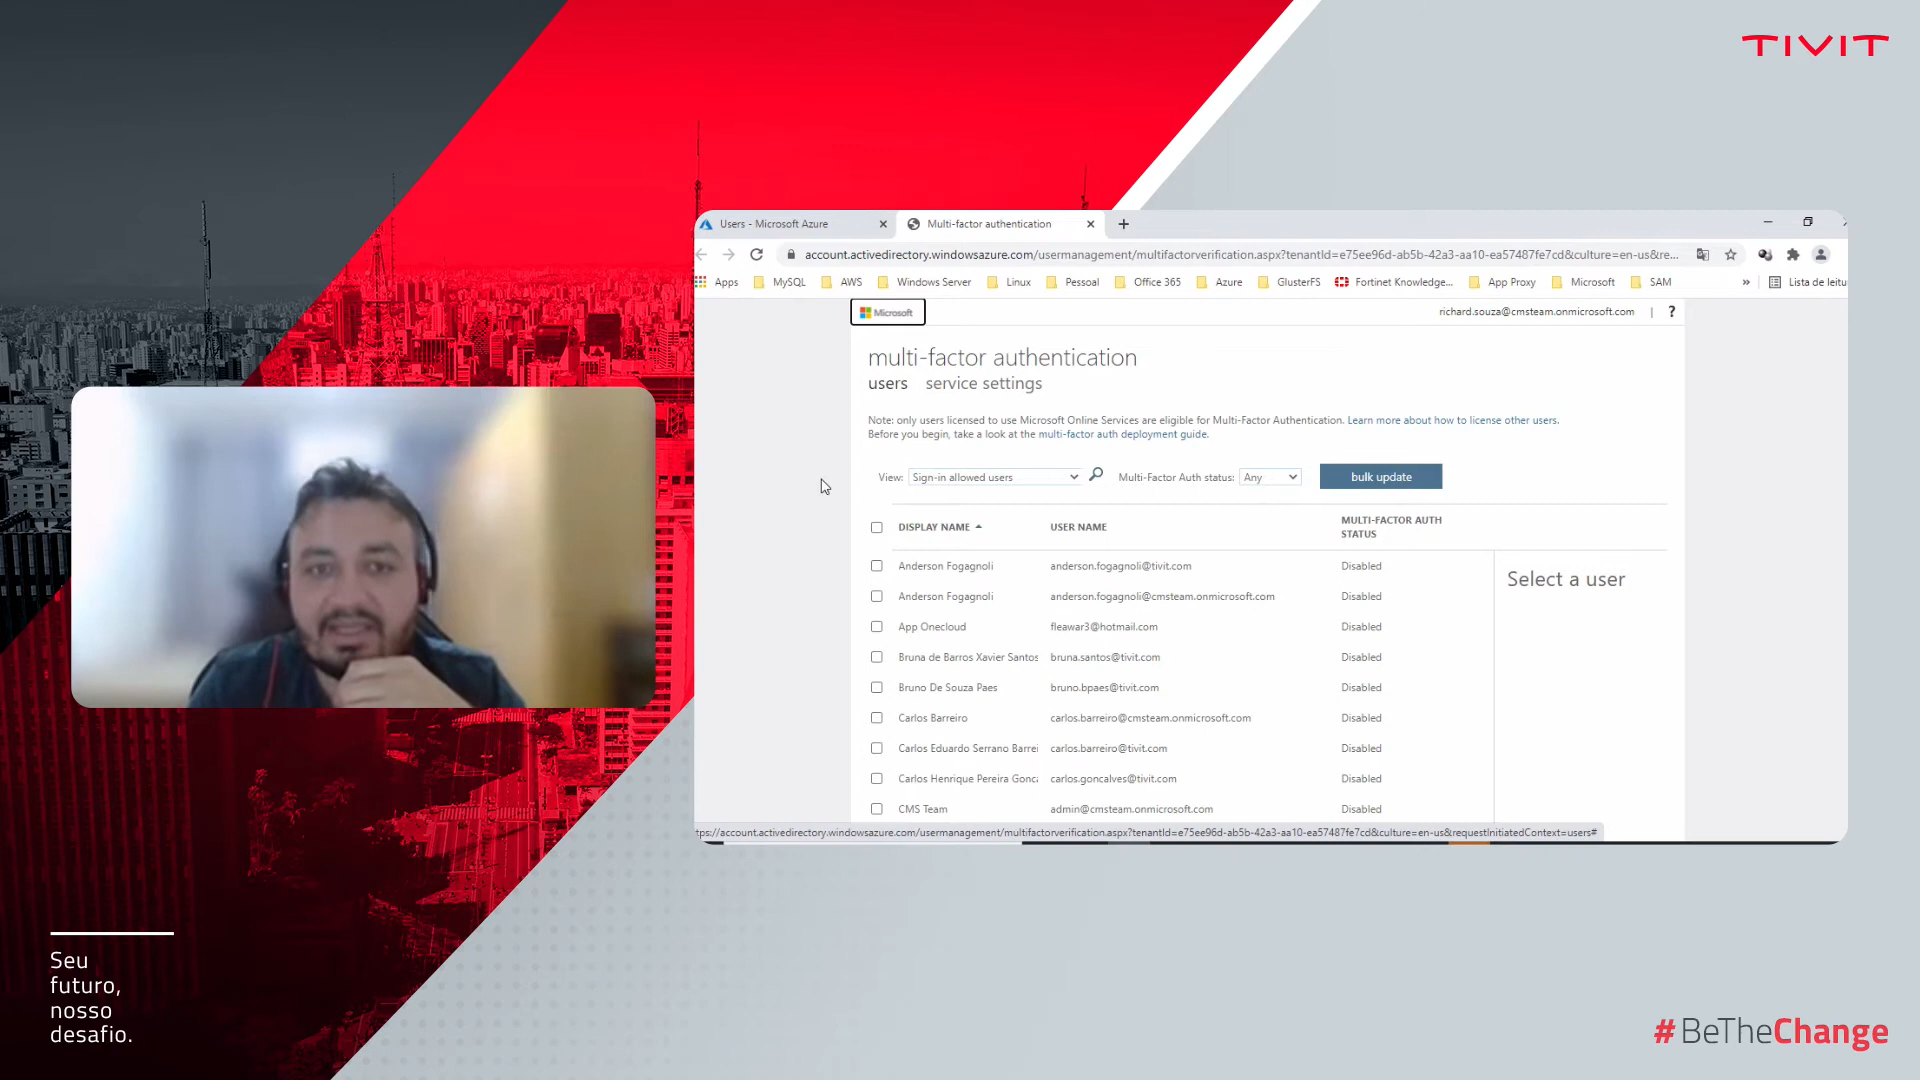 TIVIT
Users - Microsoft Azure
Multi-factor authentication
account.activedirectory.windowsazure.com/usermanagement/multifactorverification.aspx?tenantId=e75ee96d-ab5b-42a3-aa10-ea57487fe7cd&culture=en-us&re...
Apps MySQL AWS Windows Server Linux Pessoal Office 365 Azure GlusterFS Fortinet Knowledge... App Proxy Microsoft SAM » Lista de leitu
Microsoft
richard.souza@cmsteam.onmicrosoft.com | ?
multi-factor authentication
users service settings
Note: only users licensed to use Microsoft Online Services are eligible for Multi-Factor Authentication. Learn more about how to license other users.
Before you begin, take a look at the multi-factor auth deployment guide.
View: Sign-in allowed users Multi-Factor Auth status: Any bulk update
DISPLAY NAME USER NAME MULTI-FACTOR AUTH
STATUS
Anderson Fogagnoli anderson.fogagnoli@tivit.com Disabled
Select a user
Anderson Fogagnoli anderson.fogagnoli@cmsteam.onmicrosoft.com Disabled
App Onecloud fleawar3@hotmail.com Disabled
Bruna de Barros Xavier Santos bruna.santos@tivit.com Disabled
Bruno De Souza Paes bruno.bpaes@tivit.com Disabled
Carlos Barreiro carlos.barreiro@cmsteam.onmicrosoft.com Disabled
Carlos Eduardo Serrano Barrei carlos.barreiro@tivit.com Disabled
Carlos Henrique Pereira Gonc carlos.goncalves@tivit.com Disabled
CMS Team admin@cmsteam.onmicrosoft.com Disabled
tps://account.activedirectory.windowsazure.com/usermanagement/multifactorverification.aspx?tenantId=e75ee96d-ab5b-42a3-aa10-ea57487fe7cd&culture=en-us&requestInitiatedContext=users#
Seu
futuro,
nosso
desafio.
#BeTheChange